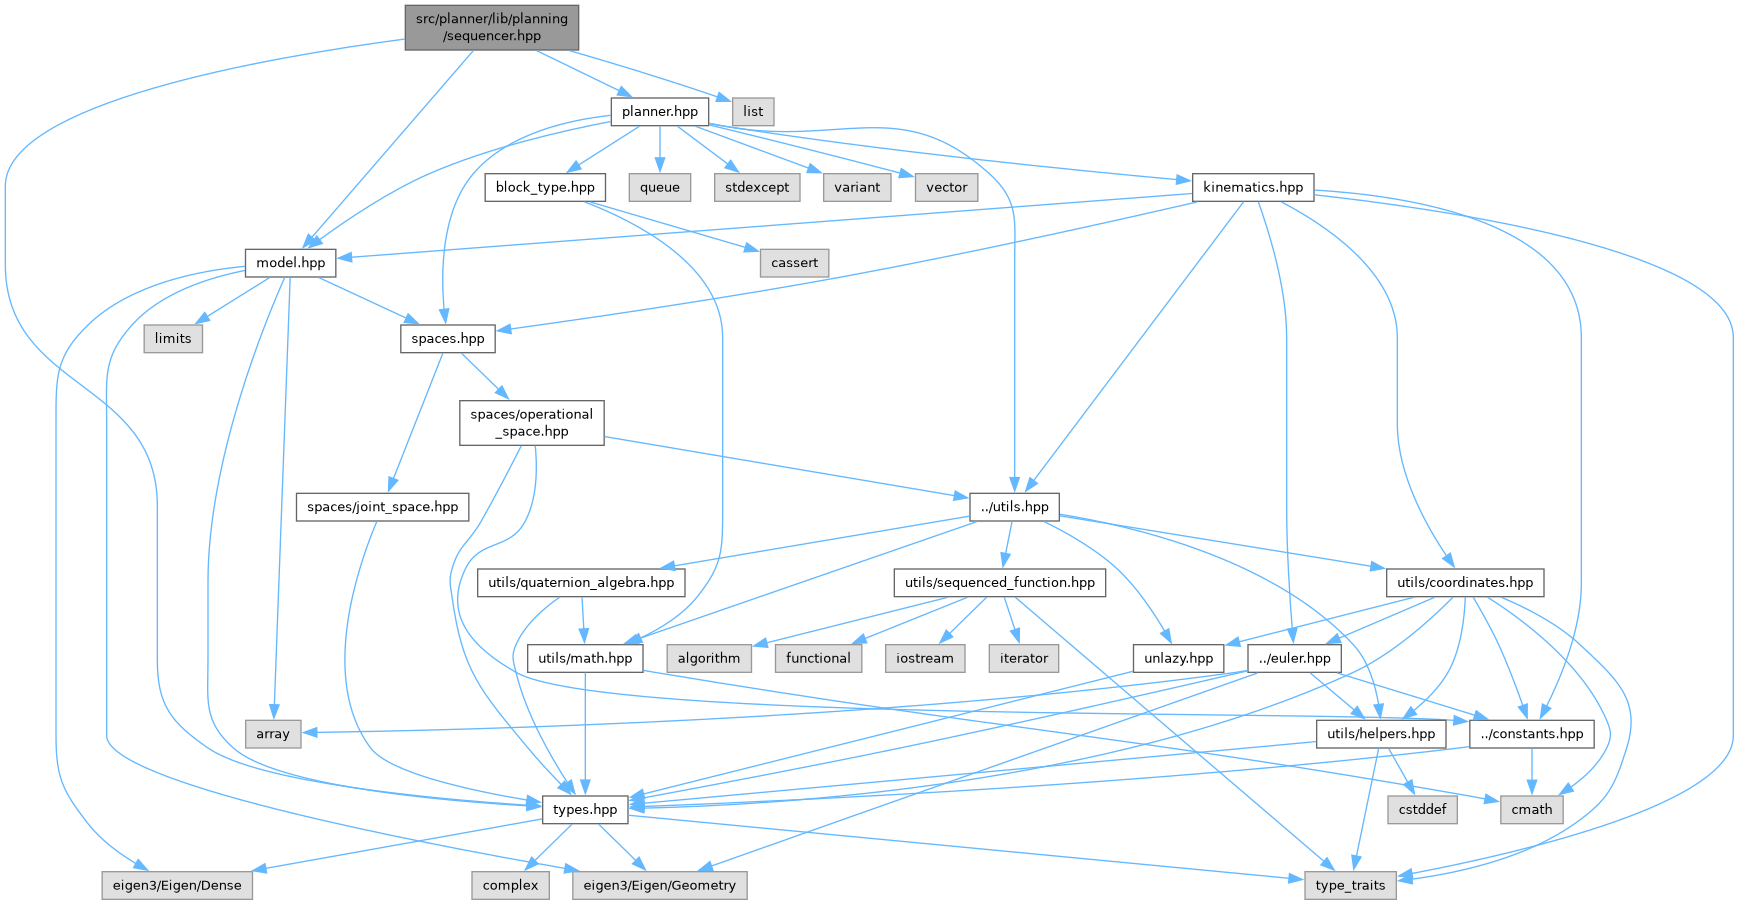 src/planner/lib/planning
/sequencer.hpp
planner.hpp
list
block_type.hpp
queue
stdexcept
variant
vector
kinematics.hpp
model.hpp
cassert
limits
spaces.hpp
spaces/operational
_space.hpp
spaces/joint_space.hpp
../utils.hpp
utils/quaternion_algebra.hpp
utils/sequenced_function.hpp
utils/coordinates.hpp
utils/math.hpp
algorithm
functional
iostream
iterator
unlazy.hpp
../euler.hpp
array
utils/helpers.hpp
../constants.hpp
types.hpp
cstddef
cmath
eigen3/Eigen/Dense
complex
eigen3/Eigen/Geometry
type_traits